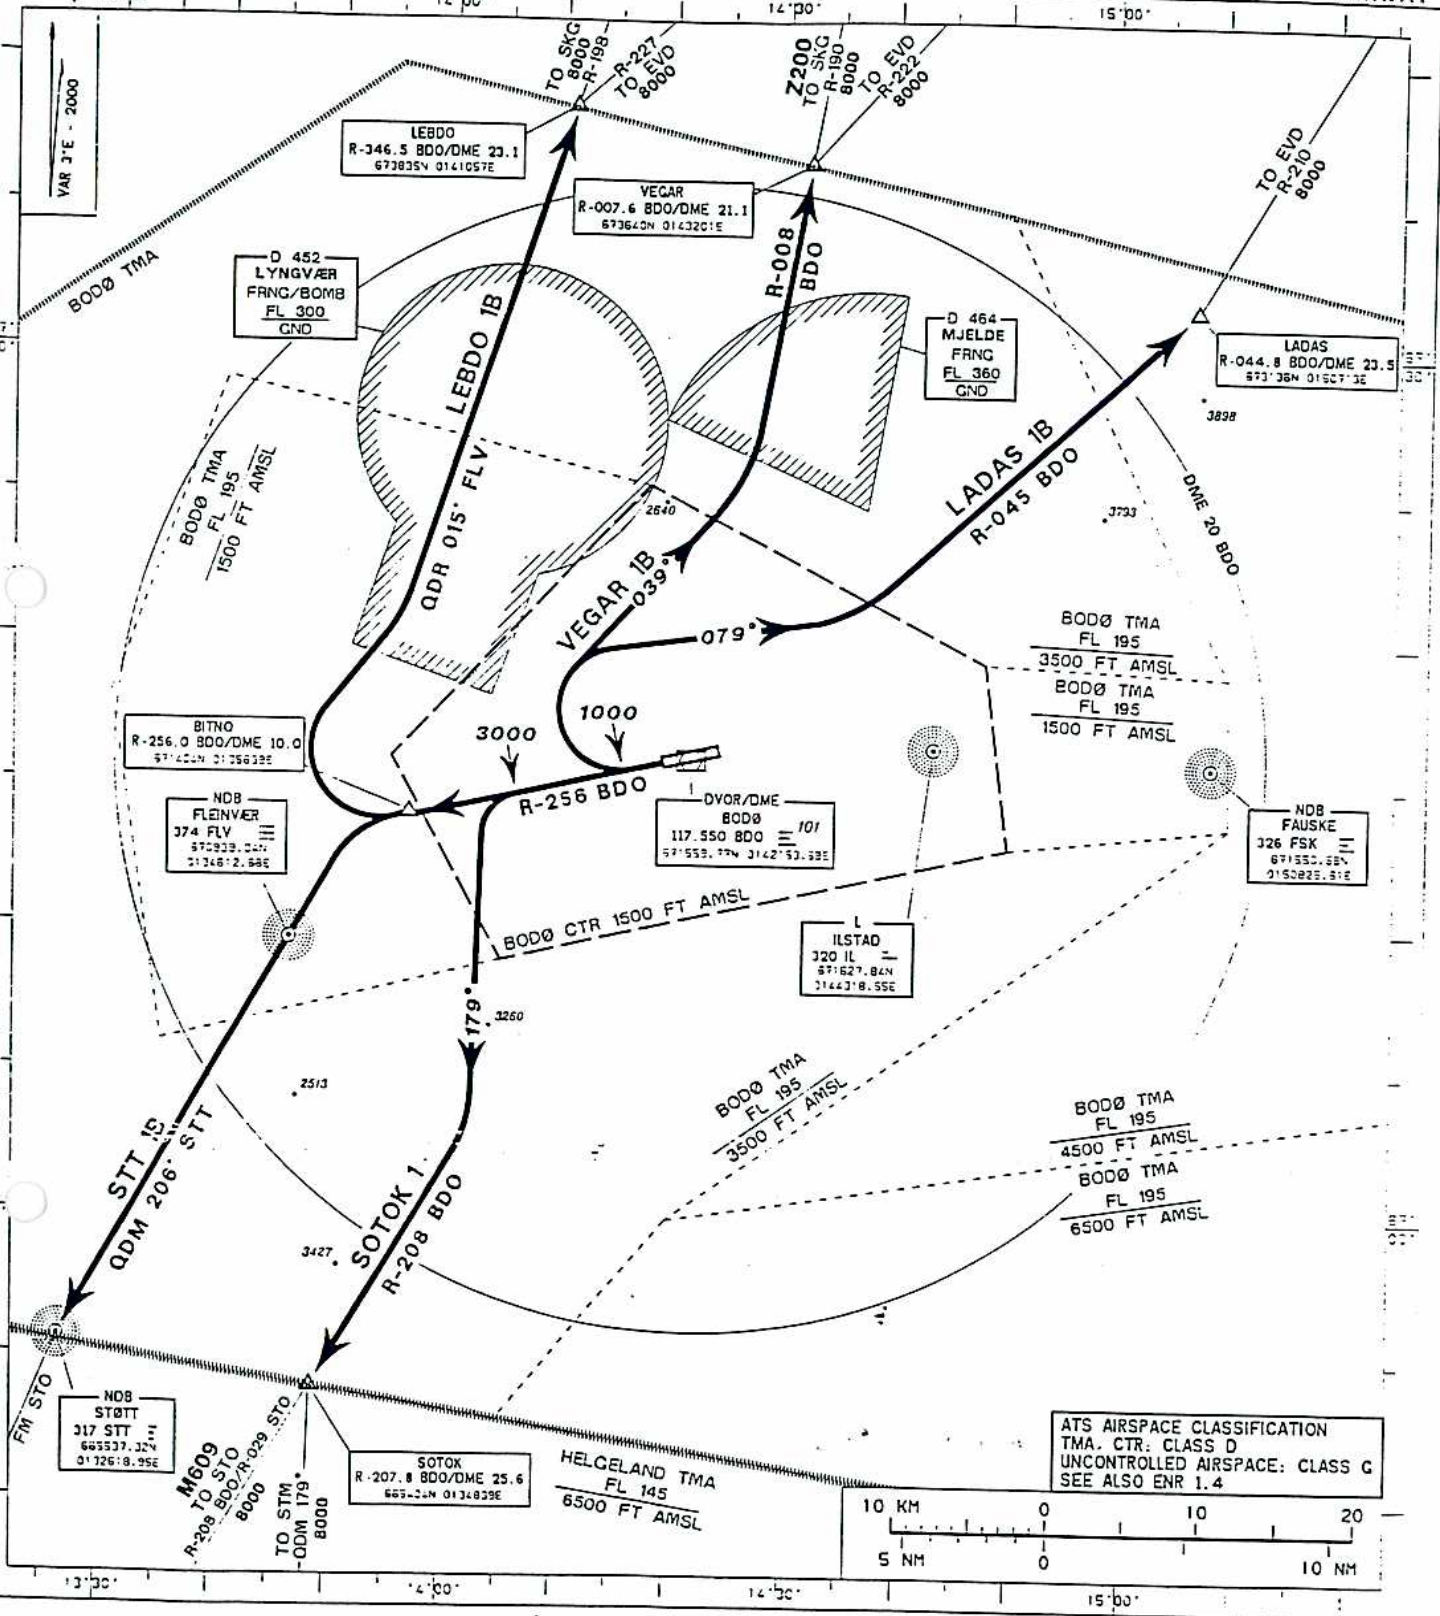 15°00'
VAR 3°E - 2000
TO SKG
8000
R-198
R-227
TO EVD
8000
Z200
TO SKG
R-190
8000
TO EVD
R-222
8000
TO EVD
R-210
8000
LEBDO
R-346.5 BDO/DME 23.1
673835N 0141057E
VEGAR
R-007.6 BDO/DME 21.1
673640N 0143201E
BODØ TMA
D 452
LYNGVÆR
FRNG/BOMB
FL 300
GND
R-008
BDO
D 464
MJELDE
FRNG
FL 360
GND
LADAS
R-044.8 BDO/DME 23.5
3898
LEBDO 1B
QDR 015° FLV
BODØ TMA
FL 195
1500 FT AMSL
LADAS 1B
R-045 BDO
DME 20 BDO
2640
3793
VEGAR 1B
039°
079°
BODØ TMA
FL 195
3500 FT AMSL
BODØ TMA
FL 195
1500 FT AMSL
BITNO
R-256.0 BDO/DME 10.0
3000
1000
R-256 BDO
NDB
FLEINVÆR
374 FLV
DVOR/DME
BODØ
117.550 BDO
101
NDB
FAUSKE
326 FSK
BODØ CTR 1500 FT AMSL
L
ILSTAD
320 IL
671627.84N
0144318.55E
179°
3260
2513
BODØ TMA
FL 195
3500 FT AMSL
BODØ TMA
FL 195
4500 FT AMSL
BODØ TMA
FL 195
6500 FT AMSL
STT 1B
QDM 206° STT
SOTOK 1
R-208 BDO
3427
FM STO
NDB
STØTT
317 STT
M609
TO STO
R-208 BDO/R-029 STO
8000
TO STM
QDM 179°
8000
SOTOK
R-207.8 BDO/DME 25.6
HELGELAND TMA
FL 145
6500 FT AMSL
ATS AIRSPACE CLASSIFICATION
TMA. CTR: CLASS D
UNCONTROLLED AIRSPACE: CLASS G
SEE ALSO ENR 1.4
10 KM 0 10 20
5 NM 0 10 NM
15°00'